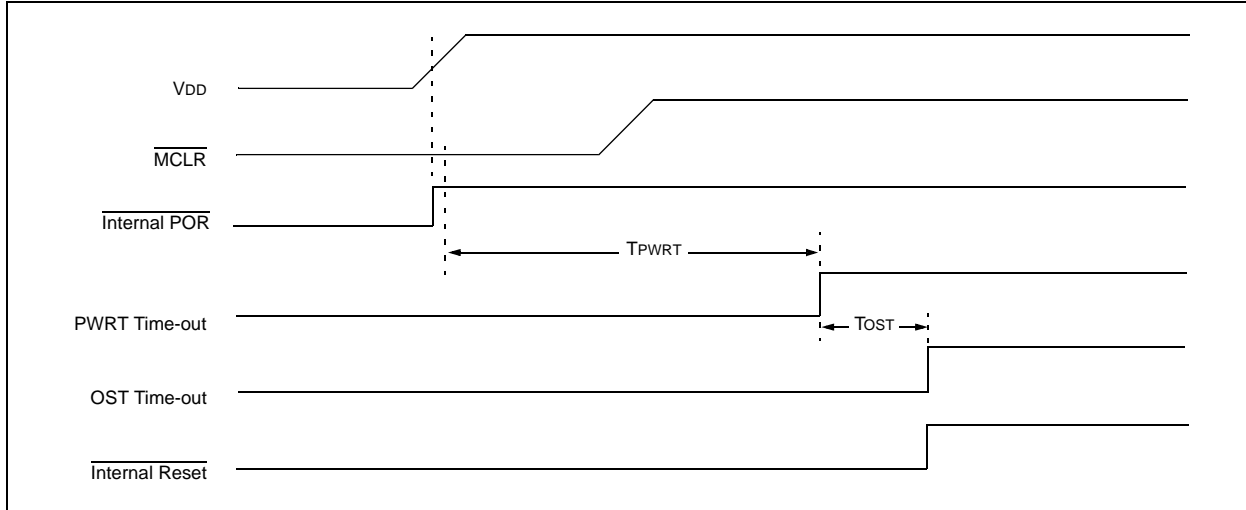 VDD
MCLR
Internal POR
TPWRT
PWRT Time-out
TOST
OST Time-out
Internal Reset